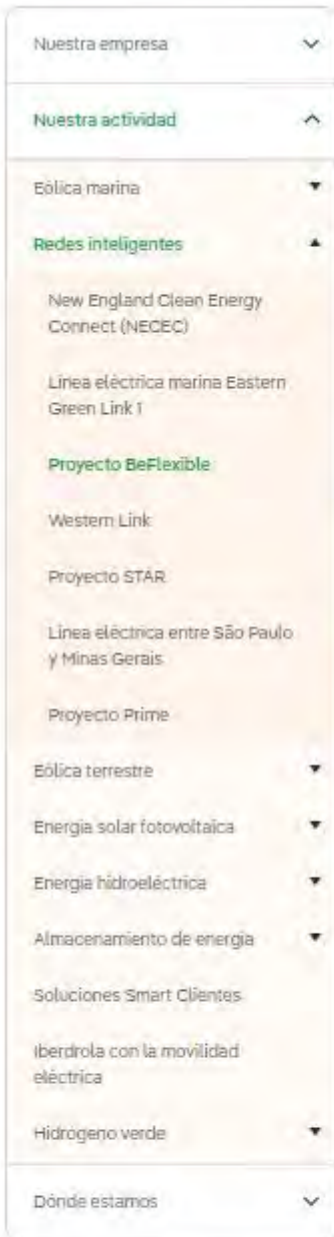 Nuestra empresa
Nuestra actividad
Eólica marina
Redes inteligentes
New England Clean Energy
Connect (NECEC)
Línea eléctrica marina Eastern
Green Link 1
Proyecto BeFlexible
Western Link
Proyecto STAR
Línea eléctrica entre São Paulo
y Minas Gerais
Proyecto Prime
Eólica terrestre
Energía solar fotovoltaica
Energía hidroeléctrica
Almacenamiento de energía
Soluciones Smart Clientes
Iberdrola con la movilidad
eléctrica
Hidrógeno verde
Dónde estamos